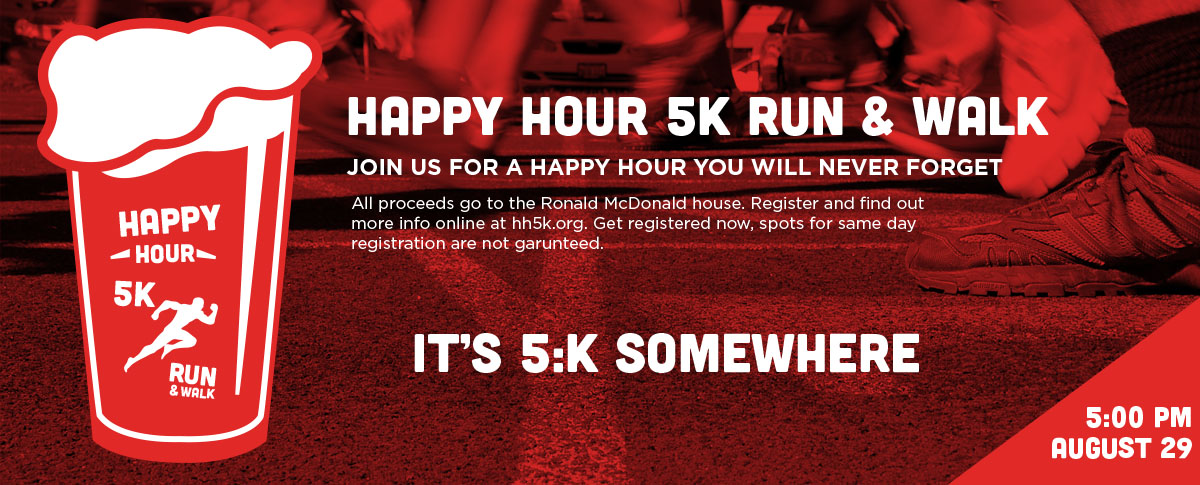 HAPPY
HOUR
5K
RUN
& WALK
HAPPY HOUR 5K RUN & WALK
JOIN US FOR A HAPPY HOUR YOU WILL NEVER FORGET
All proceeds go to the Ronald McDonald house. Register and find out
more info online at hh5k.org. Get registered now, spots for same day
registration are not garunteed.
IT'S 5:K SOMEWHERE
5:00 PM
AUGUST 29